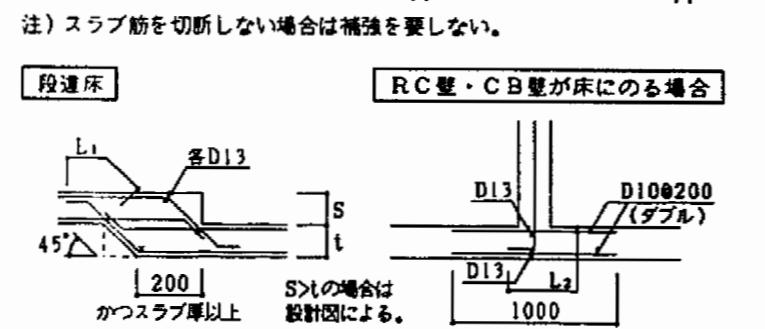 注）スラブ筋を切断しない場合は補強を要しない。
段違床
RC壁・CB壁が床にのる場合
L₁
各D13
S
t
45°
200
かつスラブ厚以上
S>tの場合は
設計図による。
D13
D10@200
(ダブル)
D13
L₂
1000